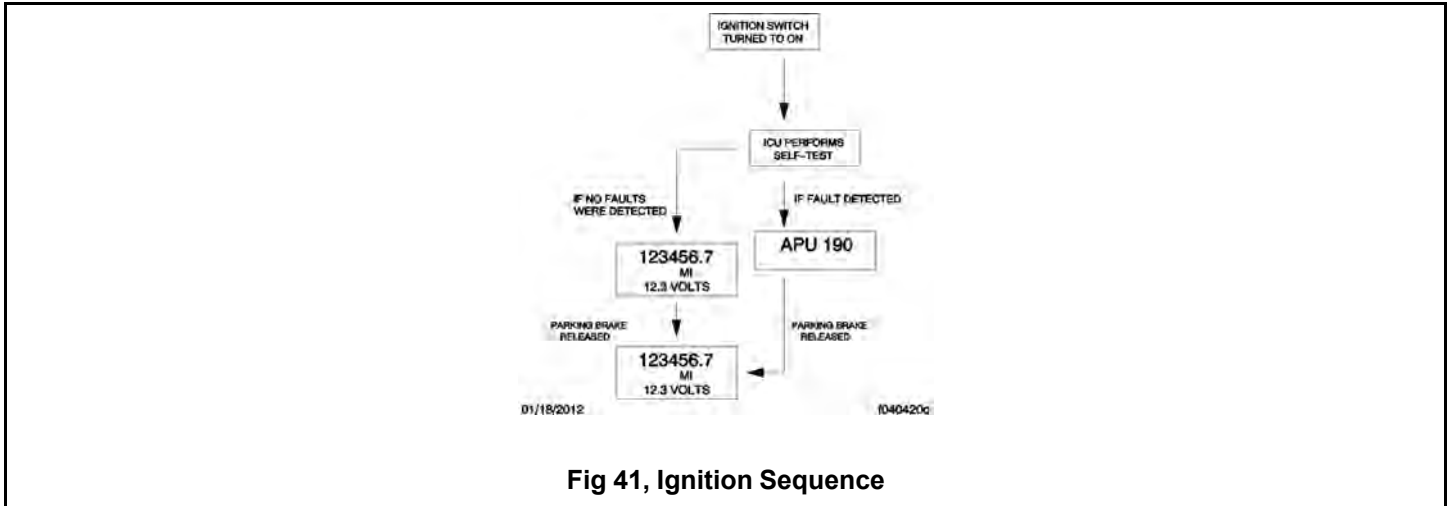 IGNITION SWITCH
TURNED TO ON
ICU PERFORMS
SELF-TEST
IF NO FAULTS
WERE DETECTED
IF FAULT DETECTED
123456.7
MI
12.3 VOLTS
APU 190
PARKING BRAKE
RELEASED
PARKING BRAKE
RELEASED
123456.7
MI
12.3 VOLTS
01/18/2012
f040420g
Fig 41, Ignition Sequence